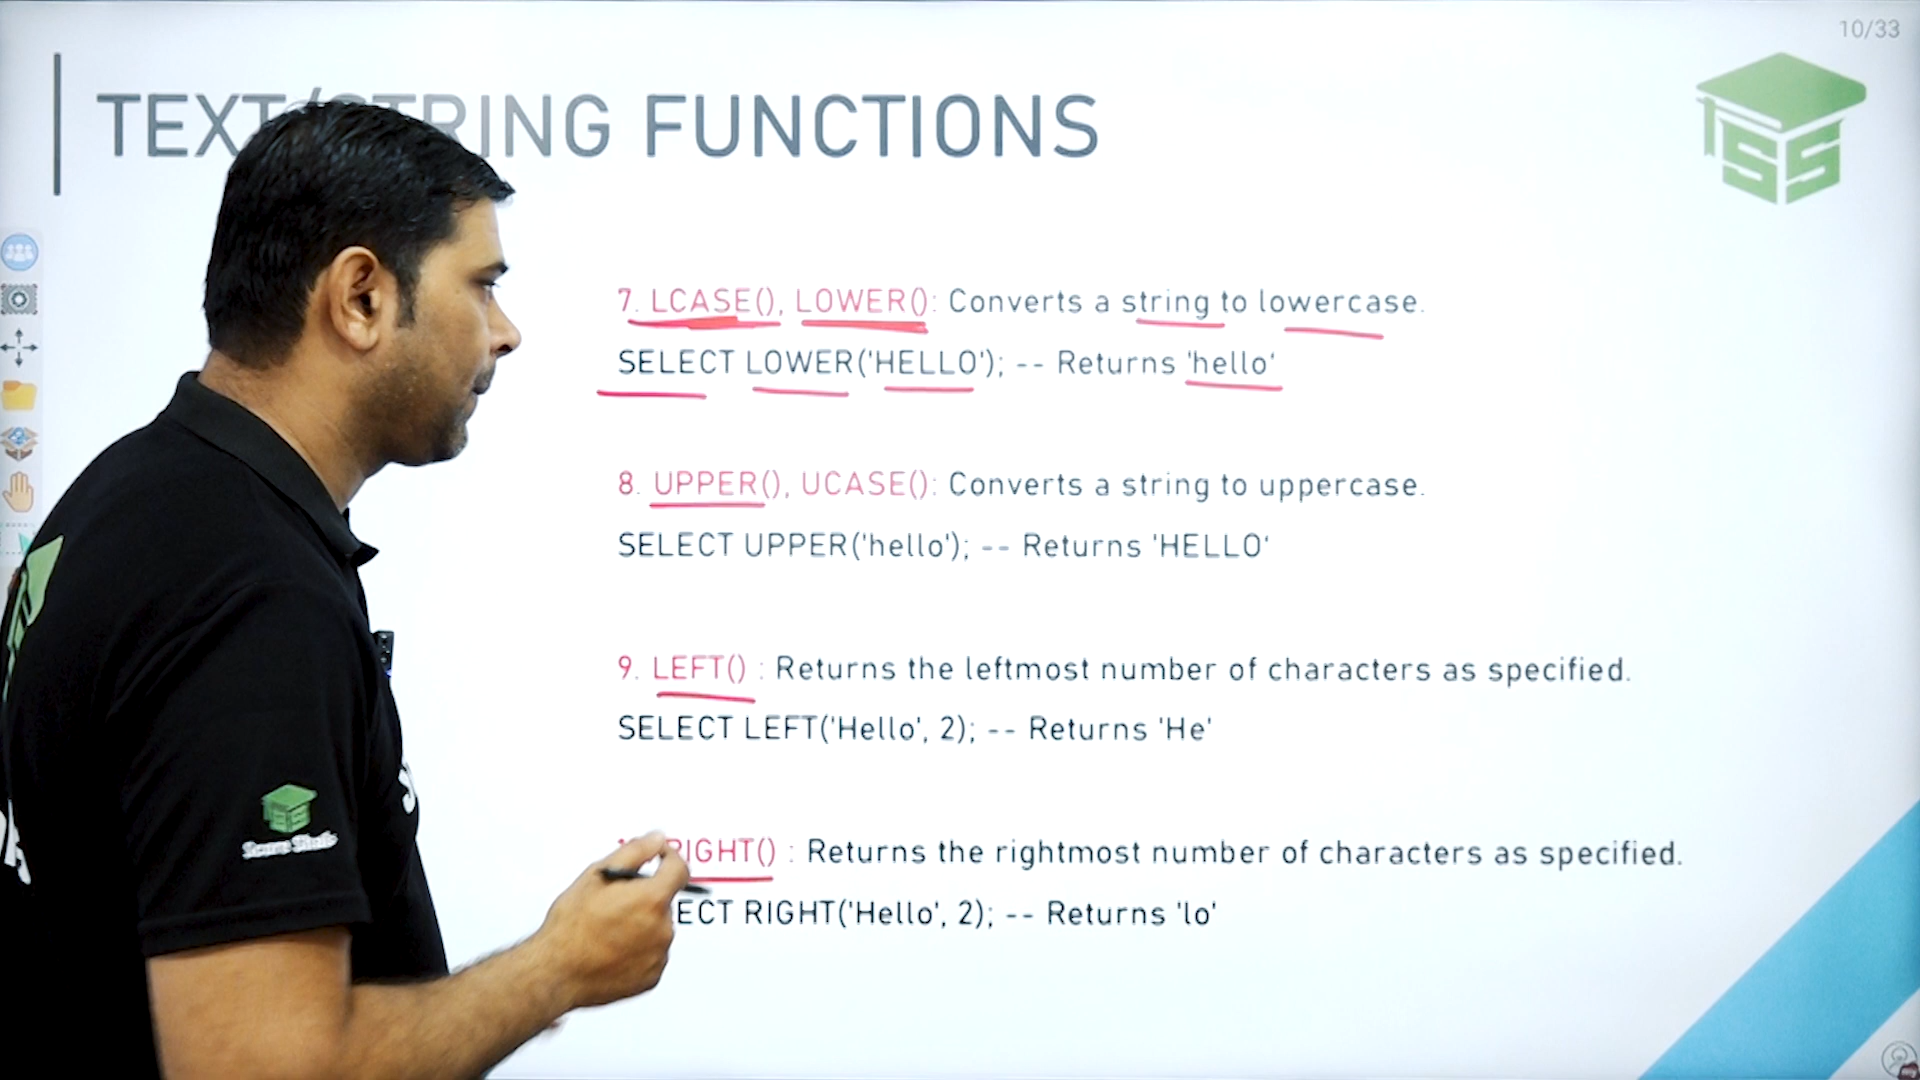 10/33
TEXT/STRING FUNCTIONS
SS
7. LCASE(), LOWER(): Converts a string to lowercase.
SELECT LOWER('HELLO'); -- Returns 'hello'
8. UPPER(), UCASE(): Converts a string to uppercase.
SELECT UPPER('hello'); -- Returns 'HELLO'
9. LEFT() : Returns the leftmost number of characters as specified.
SELECT LEFT('Hello', 2); -- Returns 'He'
RIGHT() : Returns the rightmost number of characters as specified.
ECT RIGHT('Hello', 2); -- Returns 'lo'